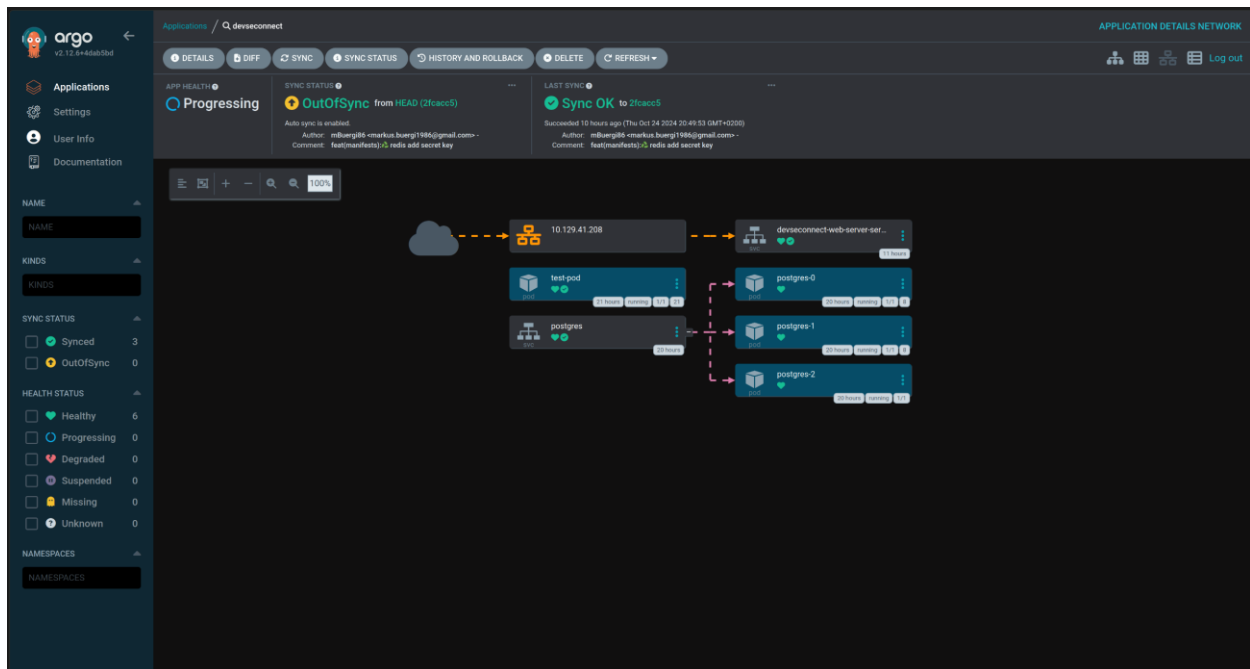 argo
v2.12.6+4dab5bd
Applications
Settings
User Info
Documentation
NAME
NAME
KINDS
KINDS
SYNC STATUS
Synced 3
OutOfSync 0
HEALTH STATUS
Healthy 6
Progressing 0
Degraded 0
Suspended 0
Missing 0
Unknown 0
NAMESPACES
NAMESPACES
Applications / devseconnect
APPLICATION DETAILS NETWORK
DETAILS DIFF SYNC SYNC STATUS HISTORY AND ROLLBACK DELETE REFRESH
Log out
APP HEALTH
Progressing
SYNC STATUS
OutOfSync from HEAD (2fcacc5)
Auto sync is enabled.
Author: mBuergi86 <markus.buergi1986@gmail.com> -
Comment: feat(manifests): redis add secret key
LAST SYNC
Sync OK to 2fcacc5
Succeeded 10 hours ago (Thu Oct 24 2024 20:49:53 GMT+0200)
Author: mBuergi86 <markus.buergi1986@gmail.com> -
Comment: feat(manifests): redis add secret key
100%
10.129.41.208
devseconnect-web-server-ser...
svc
11 hours
test-pod
pod
21 hours running 1/1 21
postgres
svc
20 hours
postgres-0
pod
20 hours running 1/1 8
postgres-1
pod
20 hours running 1/1 8
postgres-2
pod
20 hours running 1/1